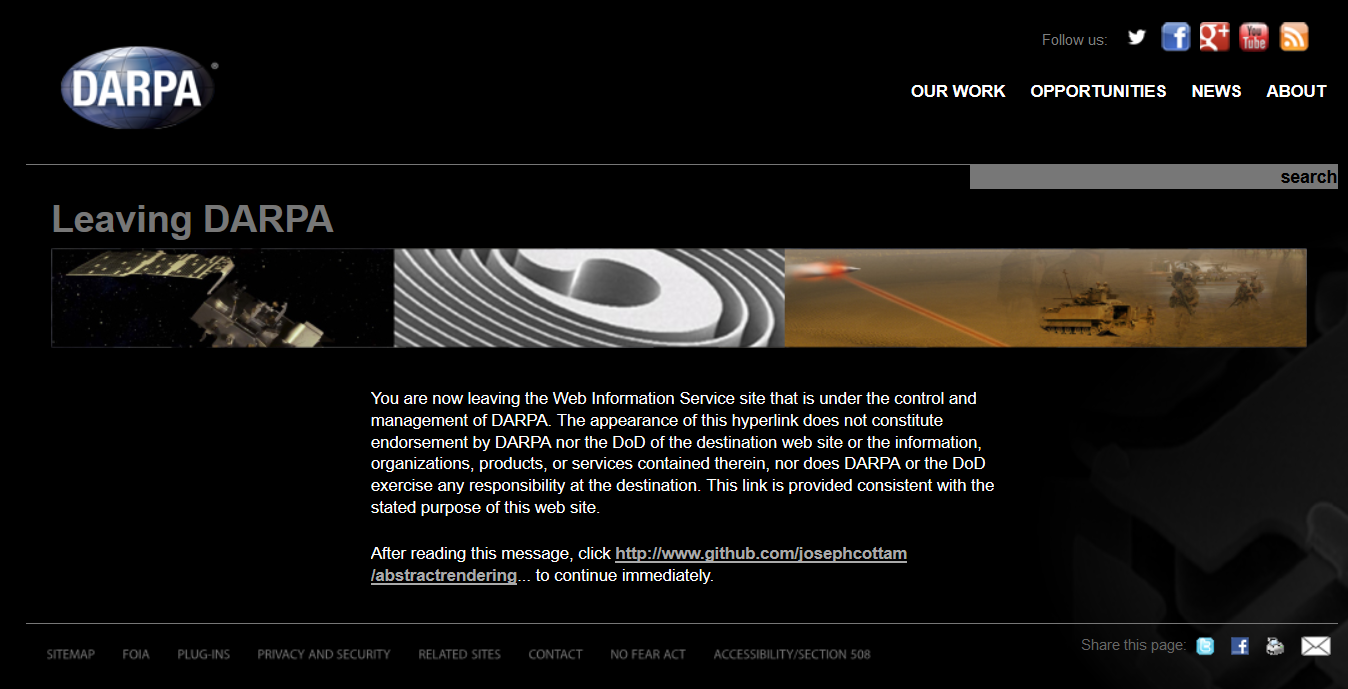 Follow us:
You Tube
DARPA ®
OUR WORK OPPORTUNITIES NEWS ABOUT
search
Leaving DARPA
You are now leaving the Web Information Service site that is under the control and
management of DARPA. The appearance of this hyperlink does not constitute
endorsement by DARPA nor the DoD of the destination web site or the information,
organizations, products, or services contained therein, nor does DARPA or the DoD
exercise any responsibility at the destination. This link is provided consistent with the
stated purpose of this web site.
After reading this message, click http://www.github.com/josephcottam
/abstractrendering... to continue immediately.
Share this page:
SITEMAP FOIA PLUG-INS PRIVACY AND SECURITY RELATED SITES CONTACT NO FEAR ACT ACCESSIBILITY/SECTION 508